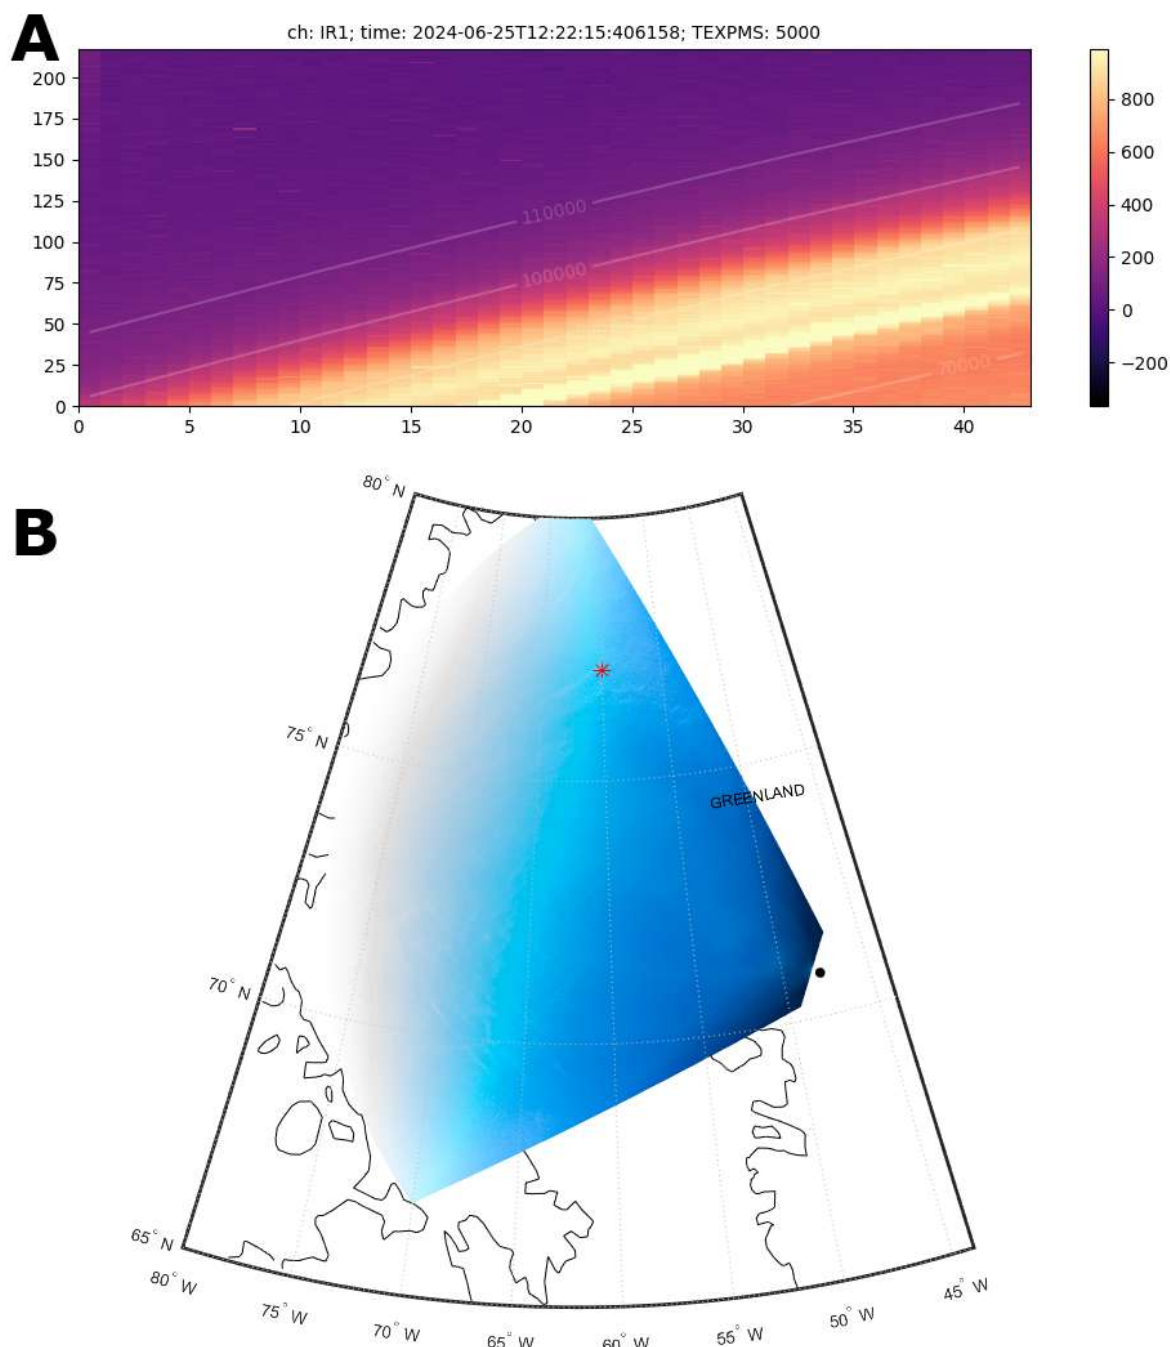 A
ch: IR1; time: 2024-06-25T12:22:15:406158; TEXPMS: 5000
200
175
150
125
100
75
50
25
0
110000
100000
70000
0 5 10 15 20 25 30 35 40
800
600
400
200
0
−200
B
80° N
75° N
GREENLAND
70° N
65° N
80° W
75° W
70° W
65° W
60° W
55° W
50° W
45° W